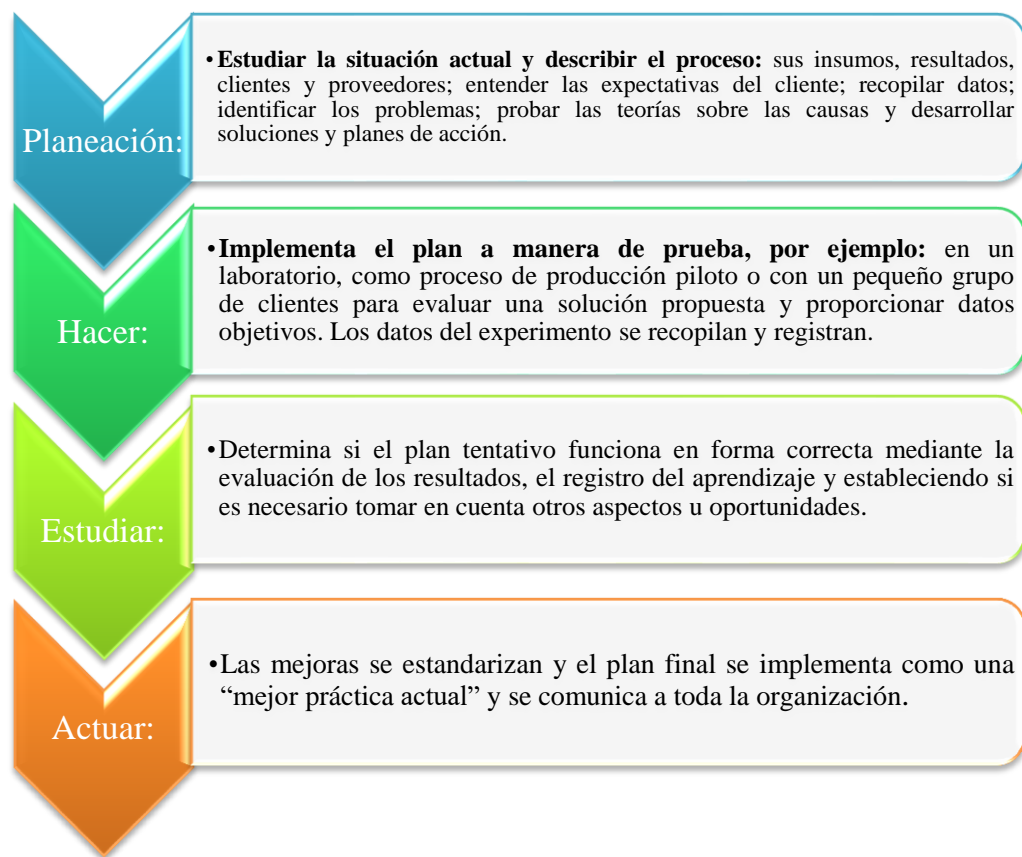 Planeación:
•Estudiar la situación actual y describir el proceso: sus insumos, resultados,
clientes y proveedores; entender las expectativas del cliente; recopilar datos;
identificar los problemas; probar las teorías sobre las causas y desarrollar
soluciones y planes de acción.
Hacer:
•Implementa el plan a manera de prueba, por ejemplo: en un
laboratorio, como proceso de producción piloto o con un pequeño grupo
de clientes para evaluar una solución propuesta y proporcionar datos
objetivos. Los datos del experimento se recopilan y registran.
Estudiar:
•Determina si el plan tentativo funciona en forma correcta mediante la
evaluación de los resultados, el registro del aprendizaje y estableciendo si
es necesario tomar en cuenta otros aspectos u oportunidades.
Actuar:
•Las mejoras se estandarizan y el plan final se implementa como una
“mejor práctica actual” y se comunica a toda la organización.